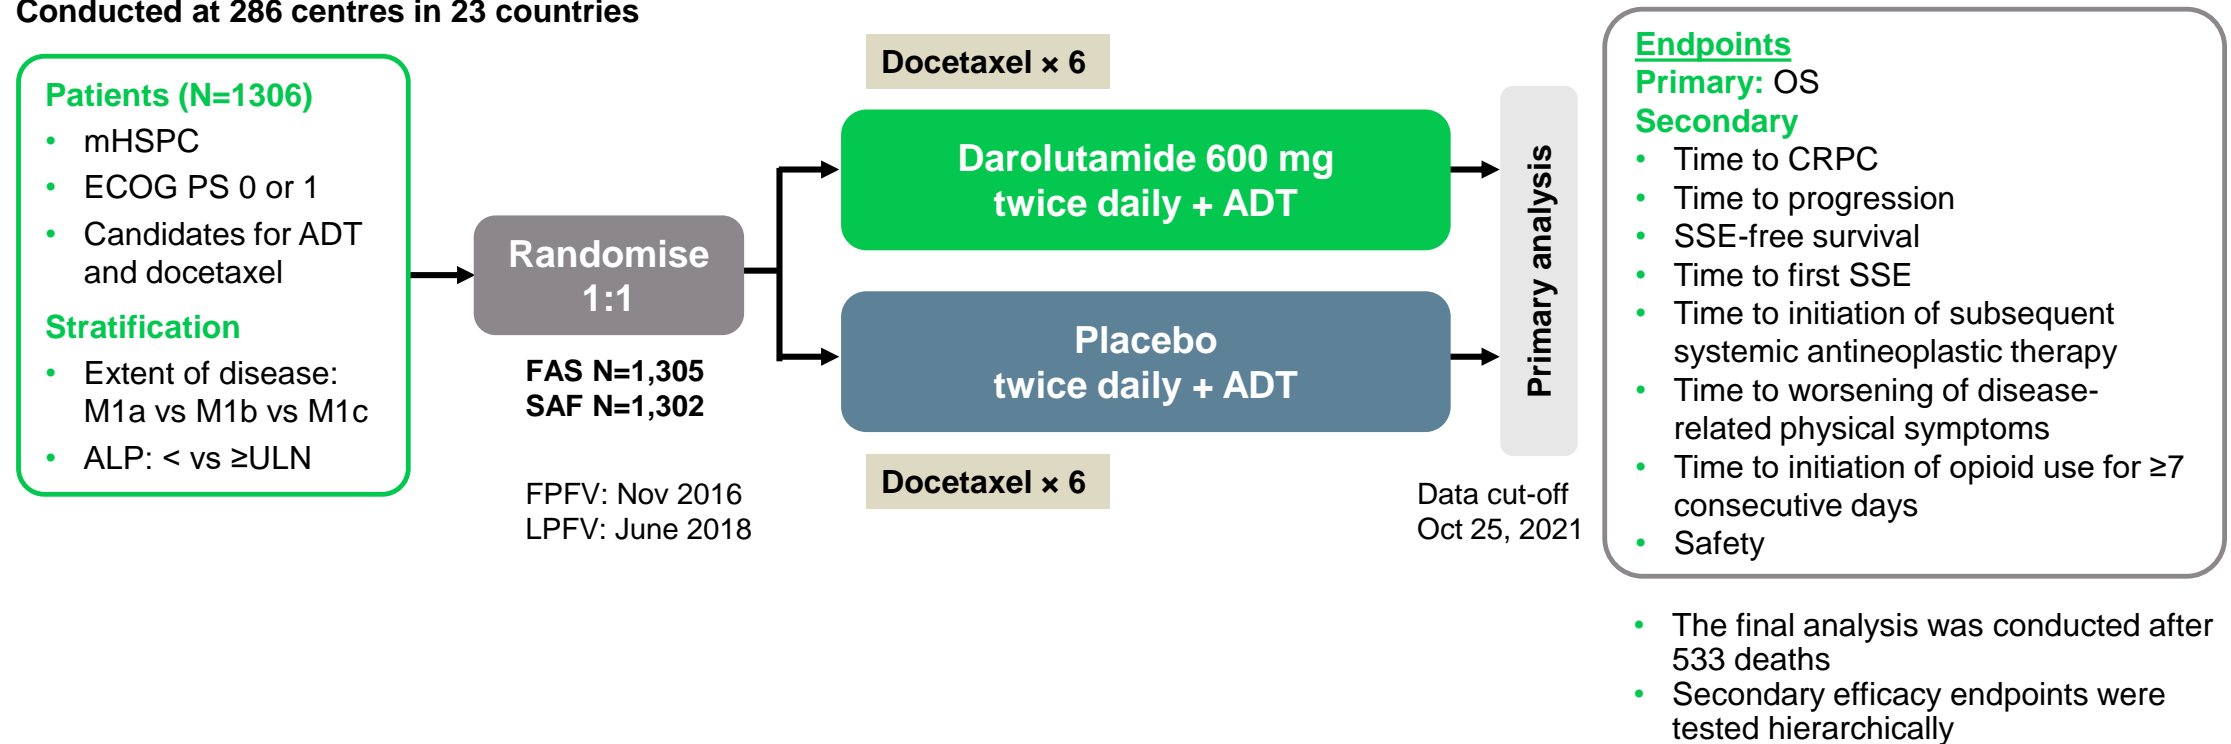 Conducted at 286 centres in 23 countries
Patients (N=1306)
• mHSPC
• ECOG PS 0 or 1
• Candidates for ADT
and docetaxel
Stratification
• Extent of disease:
M1a vs M1b vs M1c
• ALP: < vs ≥ULN
Randomise
1:1
FAS N=1,305
SAF N=1,302
FPFV: Nov 2016
LPFV: June 2018
Docetaxel × 6
Darolutamide 600 mg
twice daily + ADT
Placebo
twice daily + ADT
Docetaxel × 6
Primary analysis
Data cut-off
Oct 25, 2021
Endpoints
Primary: OS
Secondary
• Time to CRPC
• Time to progression
• SSE-free survival
• Time to first SSE
• Time to initiation of subsequent
systemic antineoplastic therapy
• Time to worsening of disease-
related physical symptoms
• Time to initiation of opioid use for ≥7
consecutive days
• Safety
• The final analysis was conducted after
533 deaths
• Secondary efficacy endpoints were
tested hierarchically